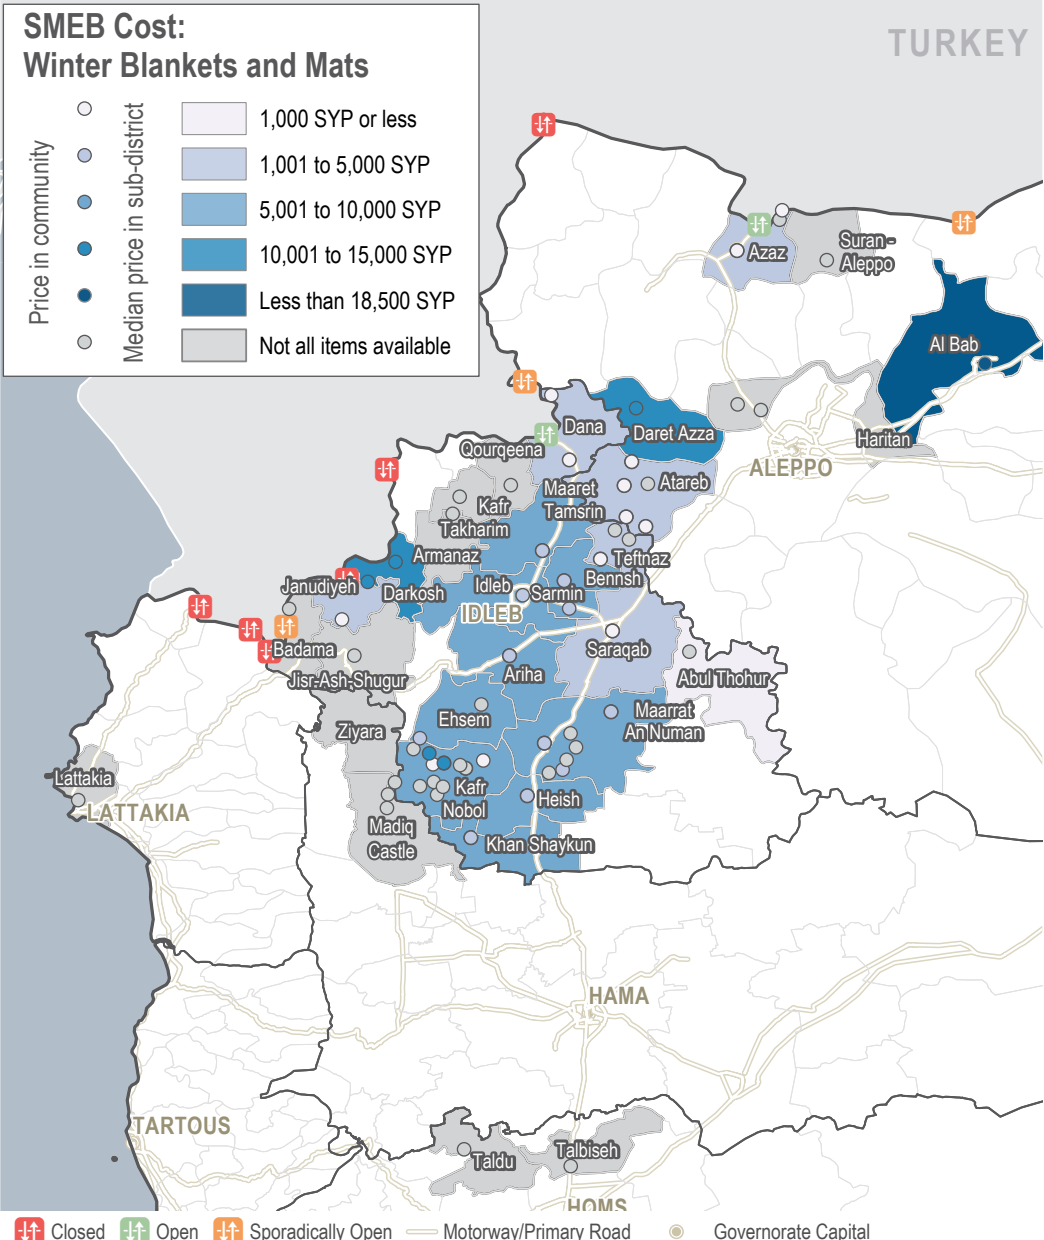 SMEB Cost:
Winter Blankets and Mats
Price in community
Median price in sub-district
1,000 SYP or less
1,001 to 5,000 SYP
5,001 to 10,000 SYP
10,001 to 15,000 SYP
Less than 18,500 SYP
Not all items available
TURKEY
Azaz
Suran -
Aleppo
Al Bab
Dana
Daret Azza
Haritan
Qourqeena
ALEPPO
Maaret
Tamsrin
Atareb
Kafr
Takharim
Armanaz
Teftnaz
Janudiyeh
Darkosh
Idleb
Bennsh
Sarmin
IDLEB
Badama
Saraqab
Jisr-Ash-Shugur
Ariha
Abul Thohur
Ziyara
Ehsem
Maarrat
An Numan
Lattakia
LATTAKIA
Kafr
Nobol
Heish
Madiq
Castle
Khan Shaykun
HAMA
TARTOUS
Taldu
Talbiseh
HOMS
Closed
Open
Sporadically Open
Motorway/Primary Road
Governorate Capital